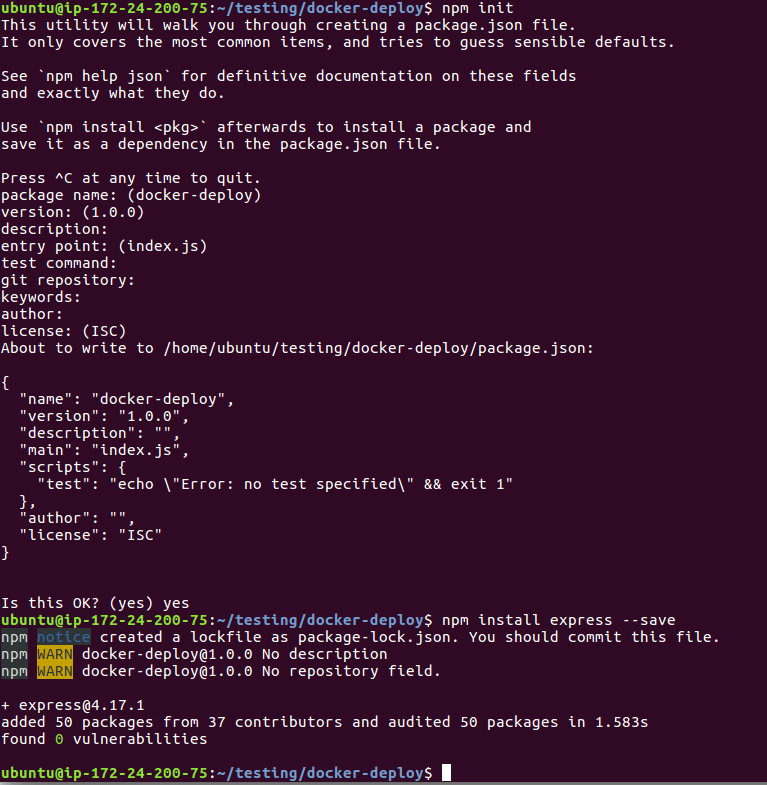 ubuntu@ip-172-24-200-75:~/testing/docker-deploy$ npm init
This utility will walk you through creating a package.json file.
It only covers the most common items, and tries to guess sensible defaults.
See `npm help json` for definitive documentation on these fields
and exactly what they do.
Use `npm install <pkg>` afterwards to install a package and
save it as a dependency in the package.json file.
Press ^C at any time to quit.
package name: (docker-deploy)
version: (1.0.0)
description:
entry point: (index.js)
test command:
git repository:
keywords:
author:
license: (ISC)
About to write to /home/ubuntu/testing/docker-deploy/package.json:
{
  "name": "docker-deploy",
  "version": "1.0.0",
  "description": "",
  "main": "index.js",
  "scripts": {
    "test": "echo \"Error: no test specified\" && exit 1"
  },
  "author": "",
  "license": "ISC"
}
Is this OK? (yes) yes
ubuntu@ip-172-24-200-75:~/testing/docker-deploy$ npm install express --save
npm notice created a lockfile as package-lock.json. You should commit this file.
npm WARN docker-deploy@1.0.0 No description
npm WARN docker-deploy@1.0.0 No repository field.
+ express@4.17.1
added 50 packages from 37 contributors and audited 50 packages in 1.583s
found 0 vulnerabilities
ubuntu@ip-172-24-200-75:~/testing/docker-deploy$